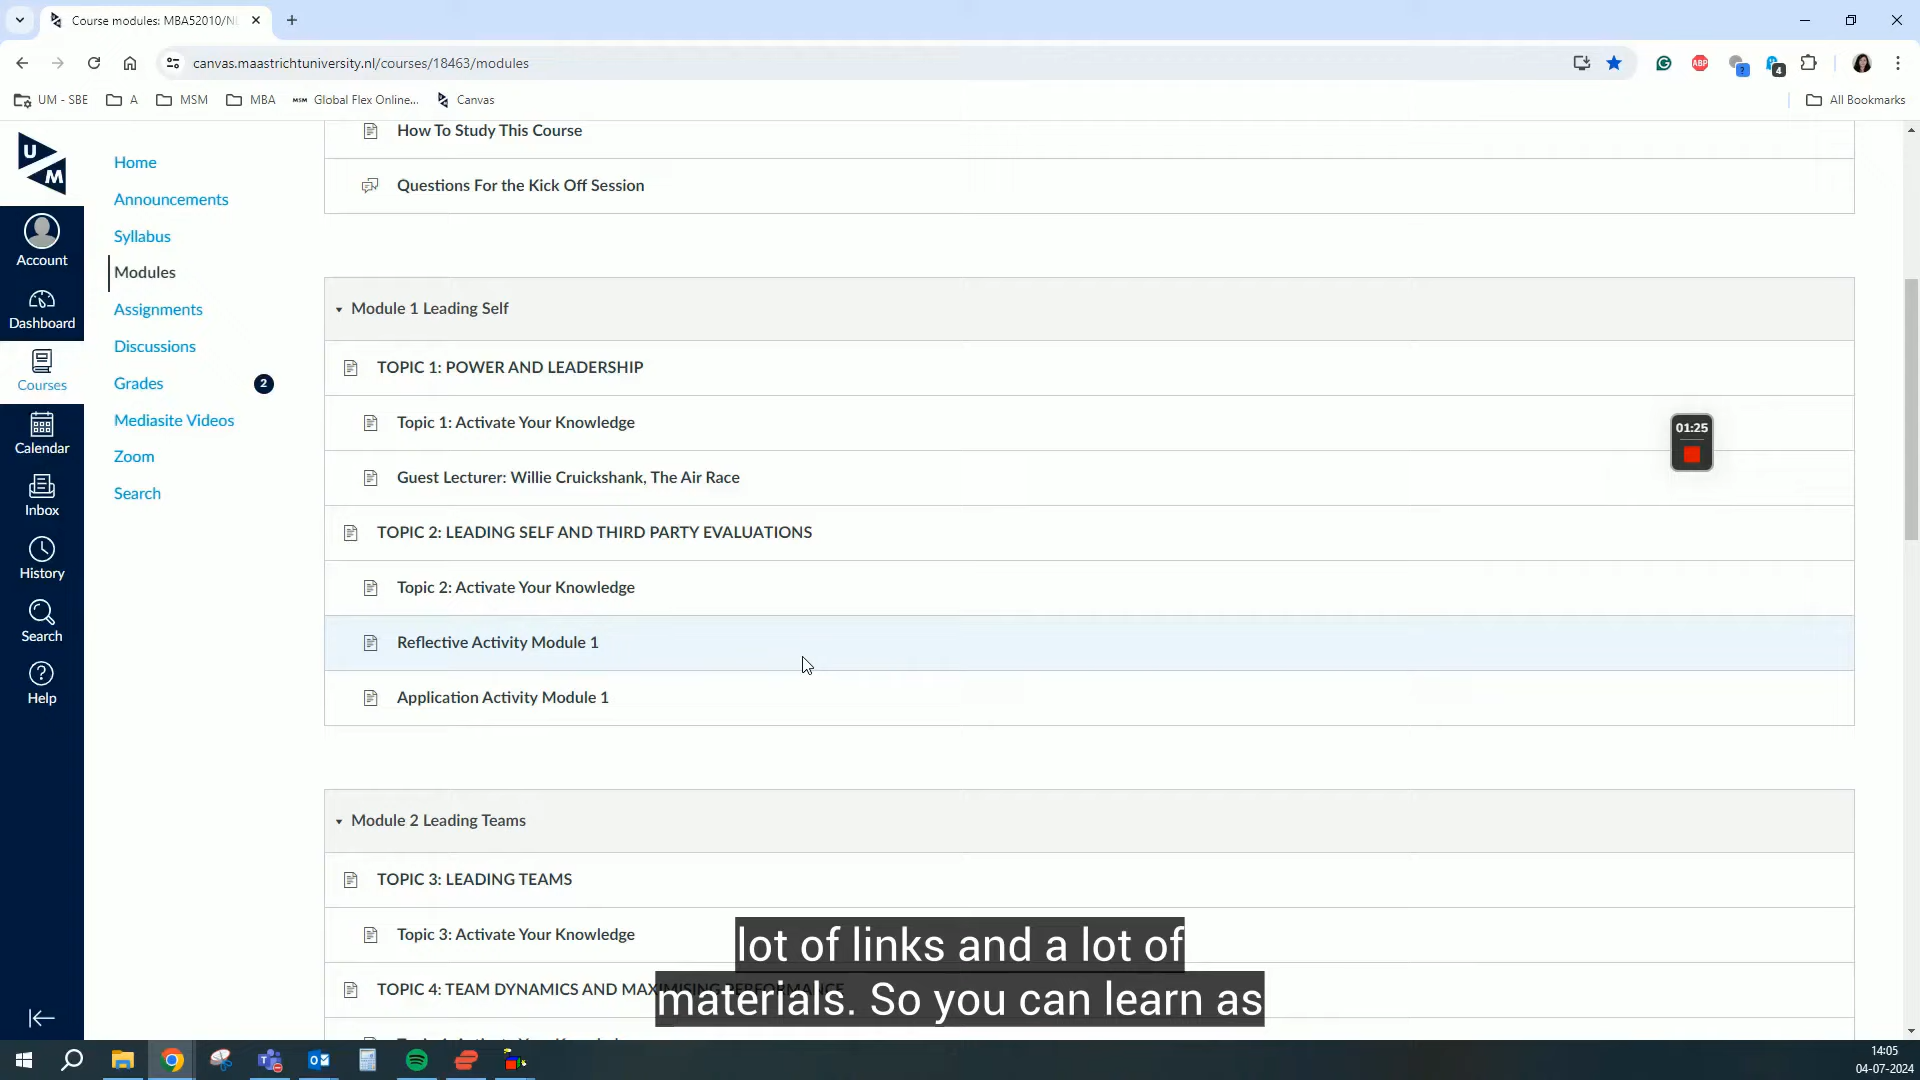 Course modules: MBA52010/N
canvas.maastrichtuniversity.nl/courses/18463/modules
ABP
4
UM - SBE
A
MSM
MBA
MSM Global Flex Online...
Canvas
All Bookmarks
U
M
Account
Dashboard
Courses
Calendar
Inbox
History
Search
Help
Home
Announcements
Syllabus
Modules
Assignments
Discussions
Grades 2
Mediasite Videos
Zoom
Search
How To Study This Course
Questions For the Kick Off Session
Module 1 Leading Self
TOPIC 1: POWER AND LEADERSHIP
Topic 1: Activate Your Knowledge
Guest Lecturer: Willie Cruickshank, The Air Race
TOPIC 2: LEADING SELF AND THIRD PARTY EVALUATIONS
Topic 2: Activate Your Knowledge
Reflective Activity Module 1
Application Activity Module 1
01:25
Module 2 Leading Teams
TOPIC 3: LEADING TEAMS
Topic 3: Activate Your Knowledge
TOPIC 4: TEAM DYNAMICS AND MAXIMISING PERFORMANCE
lot of links and a lot of
materials. So you can learn as
14:05
04-07-2024